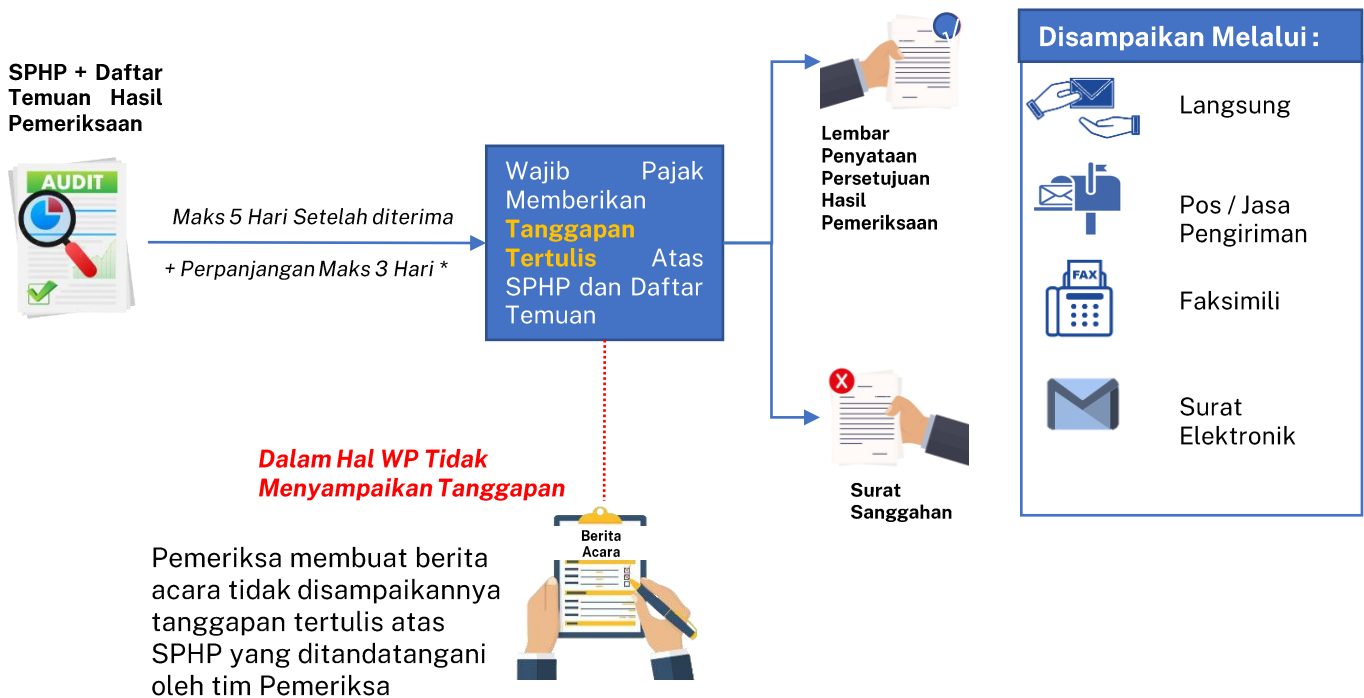 SPHP + Daftar
Temuan Hasil
Pemeriksaan
AUDIT
Maks 5 Hari Setelah diterima
+ Perpanjangan Maks 3 Hari *
Wajib Pajak
Memberikan
Tanggapan
Tertulis Atas
SPHP dan Daftar
Temuan
√
Lembar
Penyataan
Persetujuan
Hasil
Pemeriksaan
X
Surat
Sanggahan
Dalam Hal WP Tidak
Menyampaikan Tanggapan
Berita
Acara
Pemeriksa membuat berita
acara tidak disampaikannya
tanggapan tertulis atas
SPHP yang ditandatangani
oleh tim Pemeriksa
Disampaikan Melalui :
Langsung
Pos / Jasa
Pengiriman
FAX
Faksimili
Surat
Elektronik